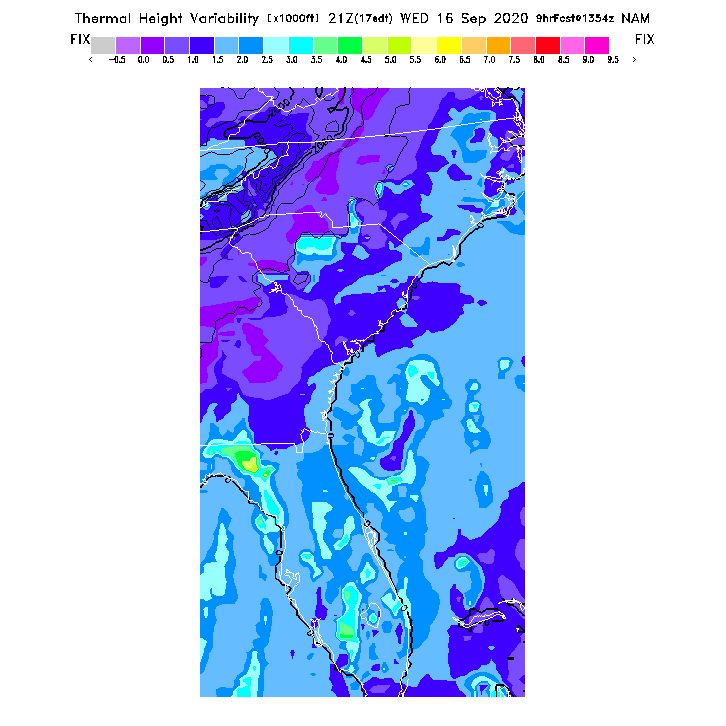 Thermal Height Variability [x1000ft] 21Z(17edt) WED 16 Sep 2020 9hrFcst@1354z NAM
FIX FIX
< -0.5 0.0 0.5 1.0 1.5 2.0 2.5 3.0 3.5 4.0 4.5 5.0 5.5 6.0 6.5 7.0 7.5 8.0 8.5 9.0 9.5 >